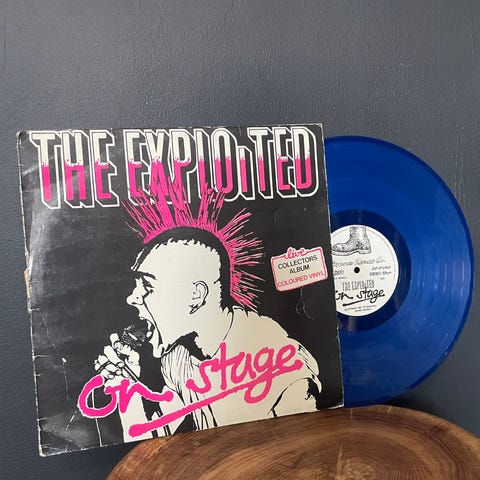 THE EXPLOITED
live
COLLECTORS
ALBUM
COLOURED VINYL
on stage
THE EXPLOITED
on stage